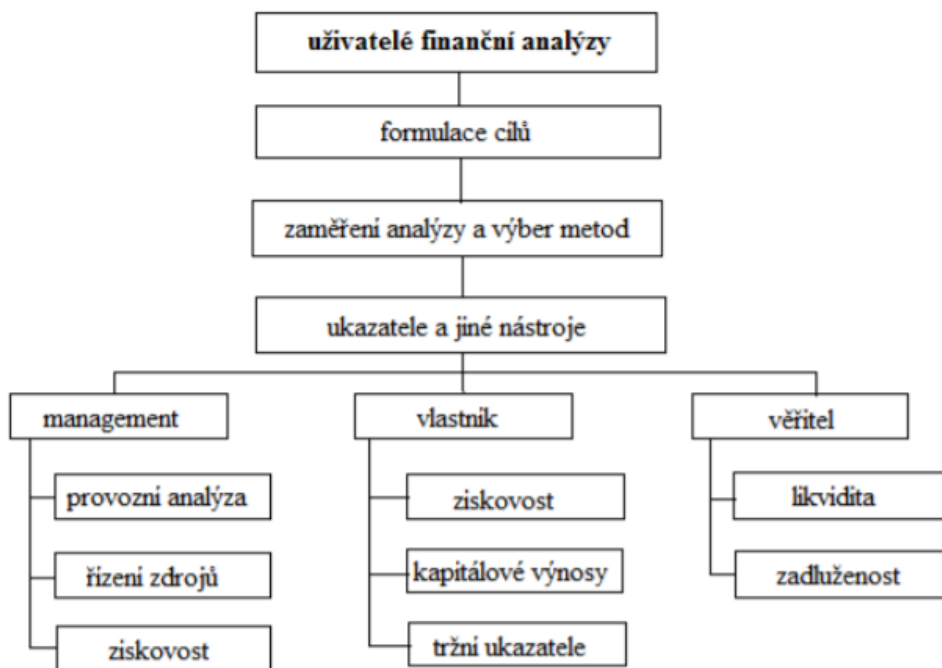 uživatelé finanční analýzy
formulace cílů
zaměření analýzy a výber metod
ukazatele a jiné nástroje
management
vlastník
věřitel
provozní analýza
ziskovost
likvidita
řízení zdrojů
kapitálové výnosy
zadluženost
ziskovost
tržní ukazatele